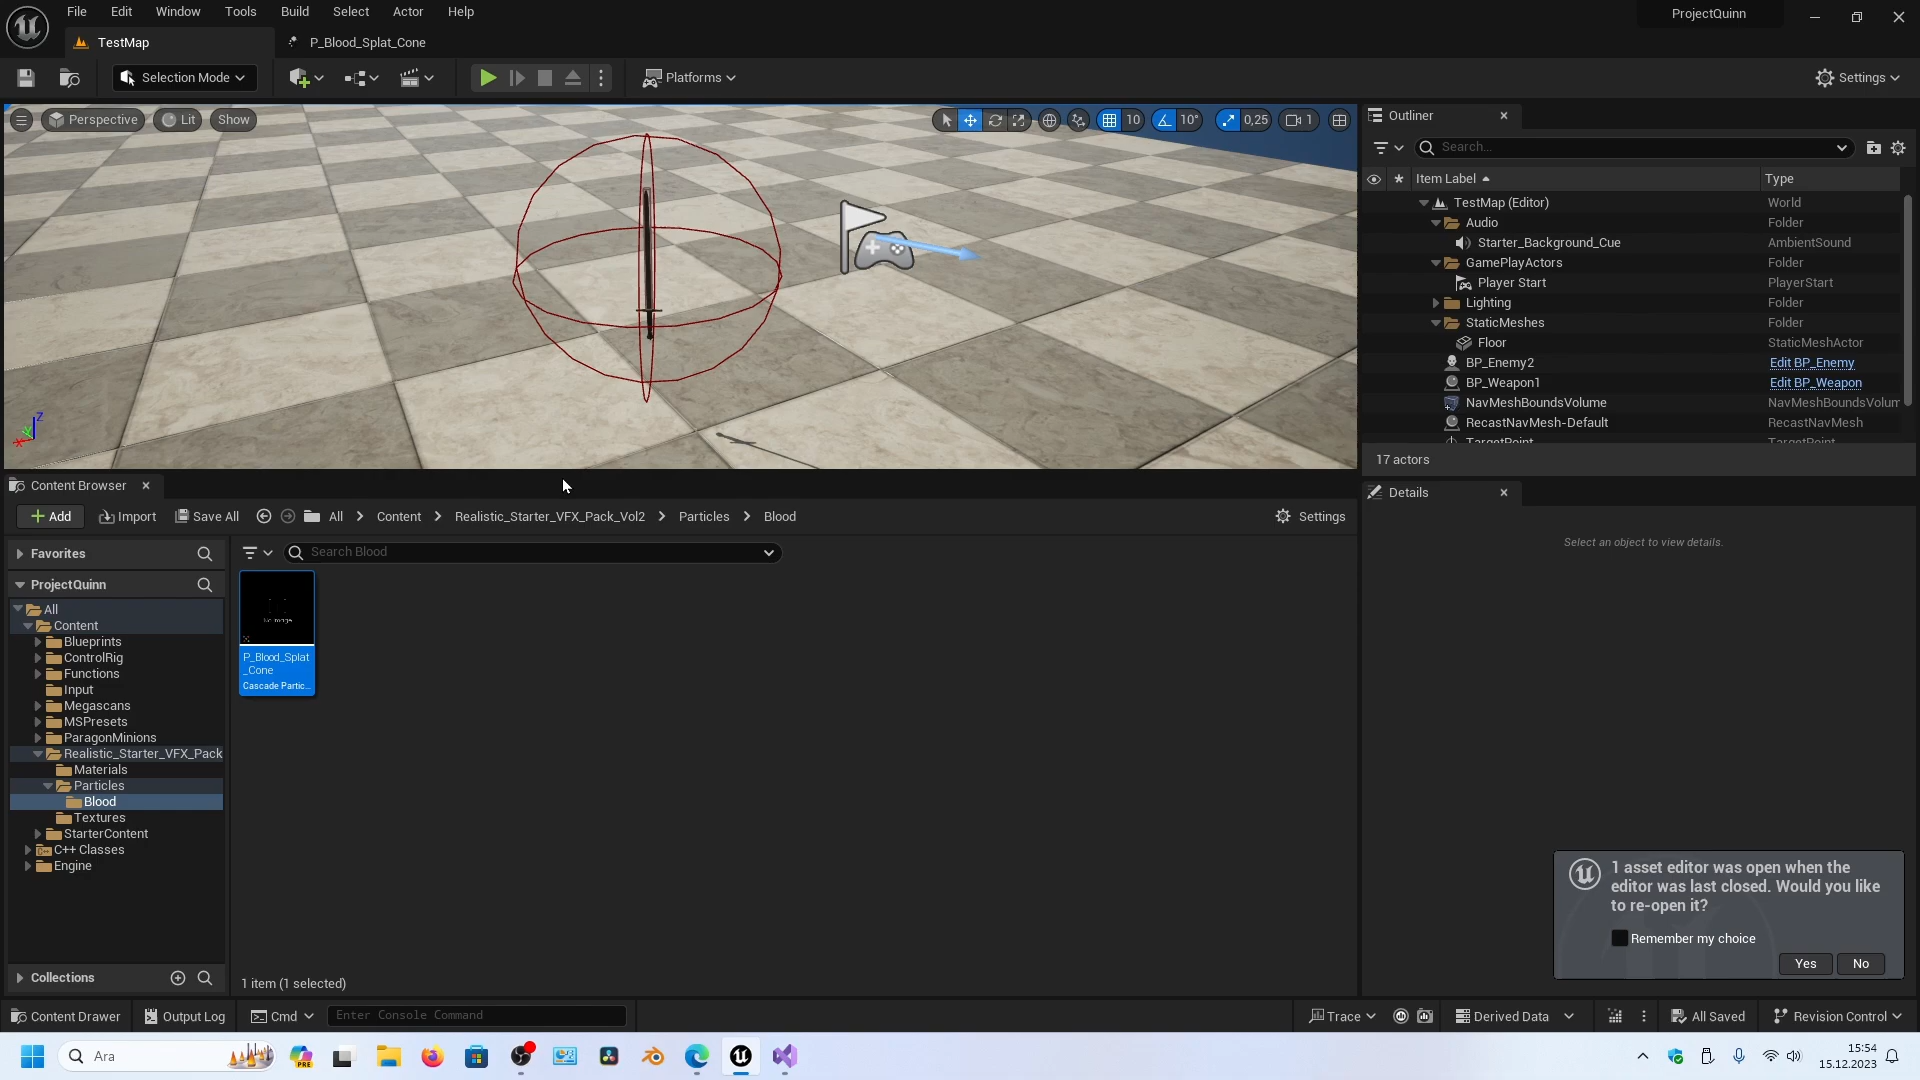 File Edit Window Tools Build Select Actor Help
ProjectQuinn
TestMap
P_Blood_Splat_Cone
Selection Mode
Platforms
Settings
Perspective
Lit
Show
10
10°
0,25
1
Outliner
Search...
Item Label
Type
TestMap (Editor)
World
Audio
Folder
Starter_Background_Cue
AmbientSound
GamePlayActors
Folder
Player Start
PlayerStart
Lighting
Folder
StaticMeshes
Folder
Floor
StaticMeshActor
BP_Enemy2
Edit BP_Enemy
BP_Weapon1
Edit BP_Weapon
NavMeshBoundsVolume
NavMeshBoundsVolum
RecastNavMesh-Default
RecastNavMesh
TargetPoint
TargetPoint
17 actors
Z
Content Browser
Add
Import
Save All
All > Content > Realistic_Starter_VFX_Pack_Vol2 > Particles > Blood
Settings
Favorites
Search Blood
ProjectQuinn
All
Content
Blueprints
ControlRig
Functions
Input
Megascans
MSPresets
ParagonMinions
Realistic_Starter_VFX_Pack
Materials
Particles
Blood
Textures
StarterContent
C++ Classes
Engine
Collections
No Image
P_Blood_Splat
_Cone
Cascade Partic...
1 item (1 selected)
Details
Select an object to view details.
1 asset editor was open when the
editor was last closed. Would you like
to re-open it?
Remember my choice
Yes
No
Content Drawer
Output Log
Cmd
Enter Console Command
Trace
Derived Data
All Saved
Revision Control
Ara
PRE
15:54
15.12.2023